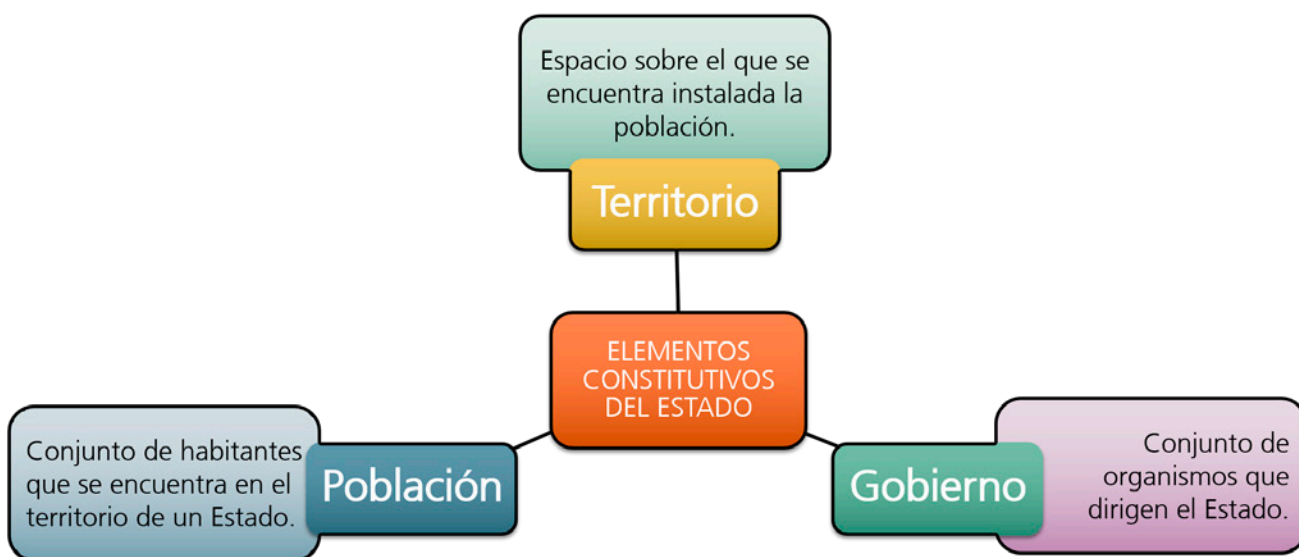 Espacio sobre el que se
encuentra instalada la
población.
Territorio
ELEMENTOS
CONSTITUTIVOS
DEL ESTADO
Conjunto de habitantes
que se encuentra en el
territorio de un Estado.
Población
Gobierno
Conjunto de
organismos que
dirigen el Estado.